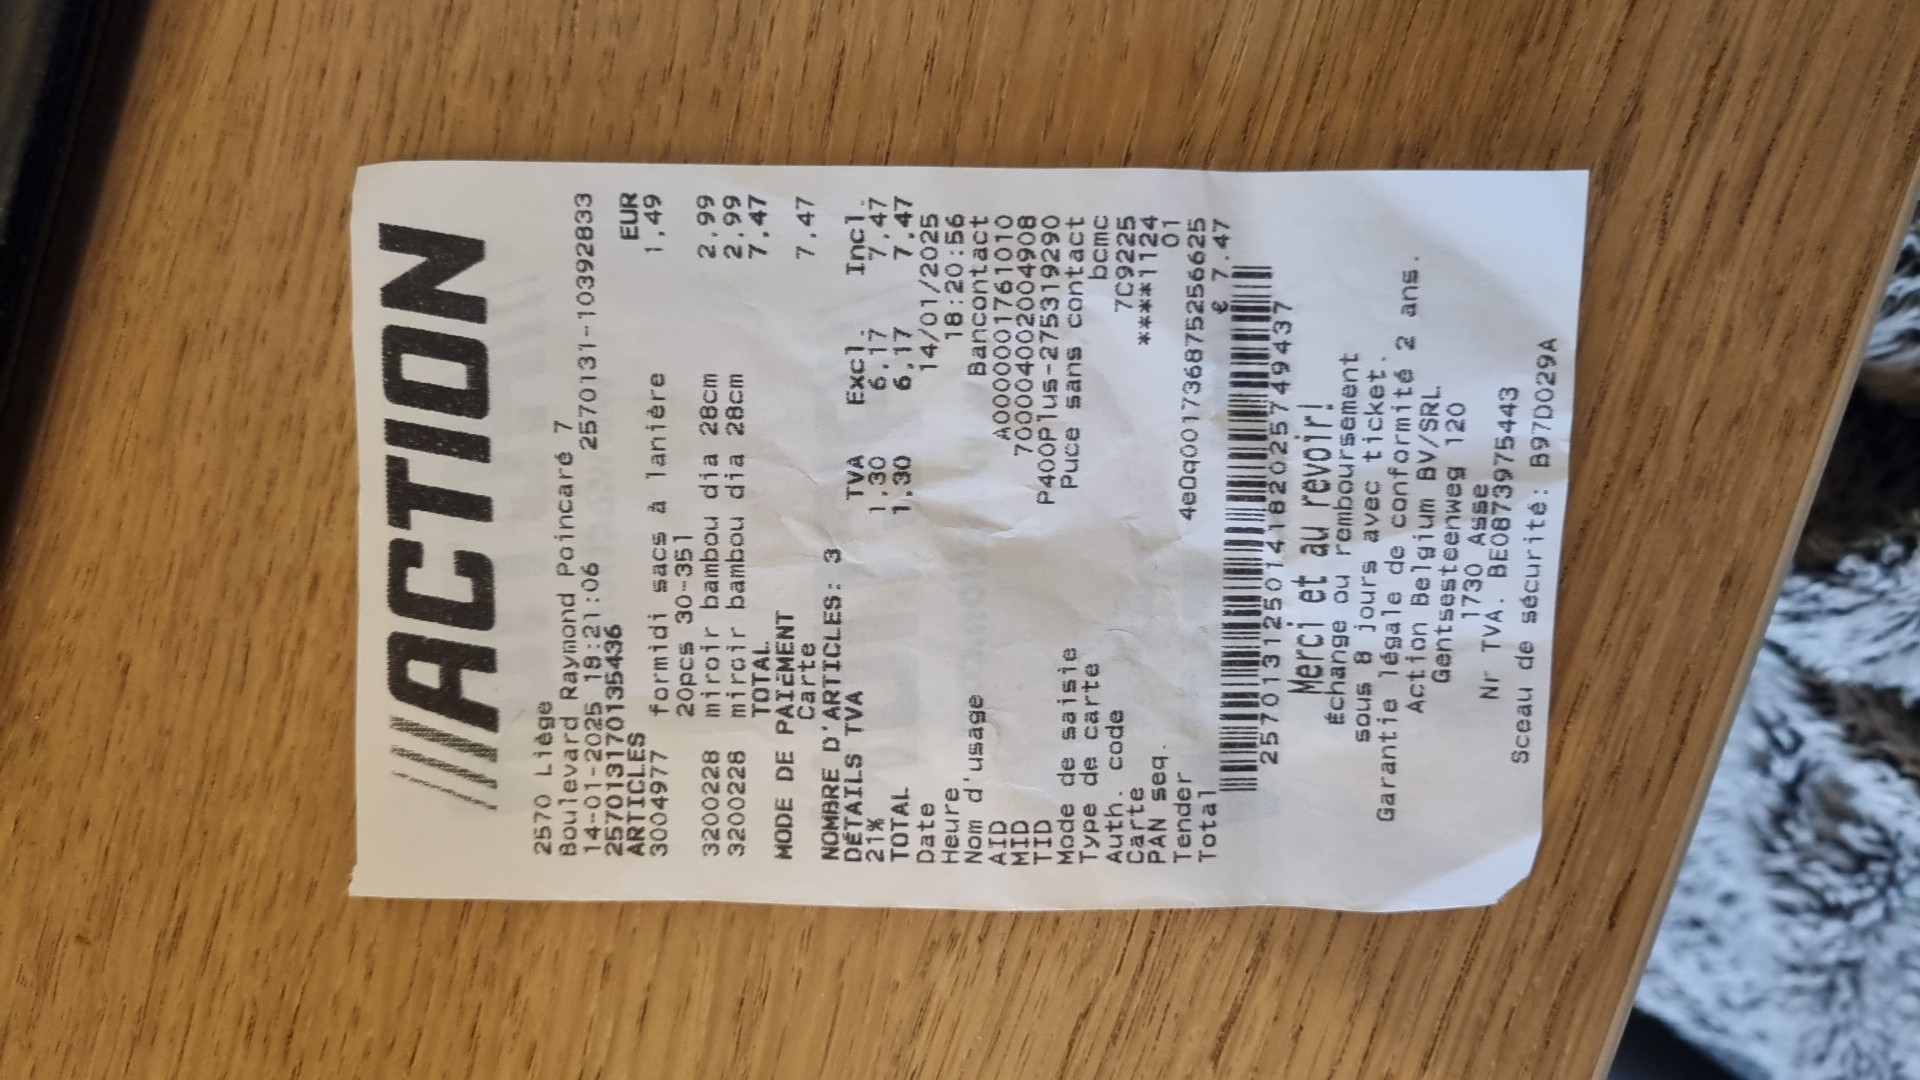 ///ACTION
2570 Liège
Boulevard Raymond Poincaré 7
14-01-2025 18:21:06 2570131-10392833
257013170135436
ARTICLES EUR
3004977 formidi sacs à lanière 1,49
20pcs 30-351
3200228 miroir bambou dia 28cm 2,99
3200228 miroir bambou dia 28cm 2,99
TOTAL 7,47
MODE DE PAIEMENT
Carte 7,47
NOMBRE D'ARTICLES: 3
DÉTAILS TVA TVA Excl. Incl.
21% 1,30 6,17 7,47
TOTAL 1,30 6,17 7,47
Date 14/01/2025
Heure 18:20:56
Nom d'usage Bancontact
AID A0000001761010
MID 700004002004908
TID P400Plus-275319290
Mode de saisie Puce sans contact
Type de carte bcmc
Auth. code 7C9225
Carte *****1124
PAN seq. 01
Tender 4e0q001736875256625
Total € 7.47
2570131250141820257494​37
Merci et au revoir!
Échange ou remboursement
sous 8 jours avec ticket.
Garantie légale de conformité 2 ans.
Action Belgium BV/SRL
Gentsesteenweg 120
1730 Asse
Nr TVA. BE0873975443
Sceau de sécurité: B97D029A